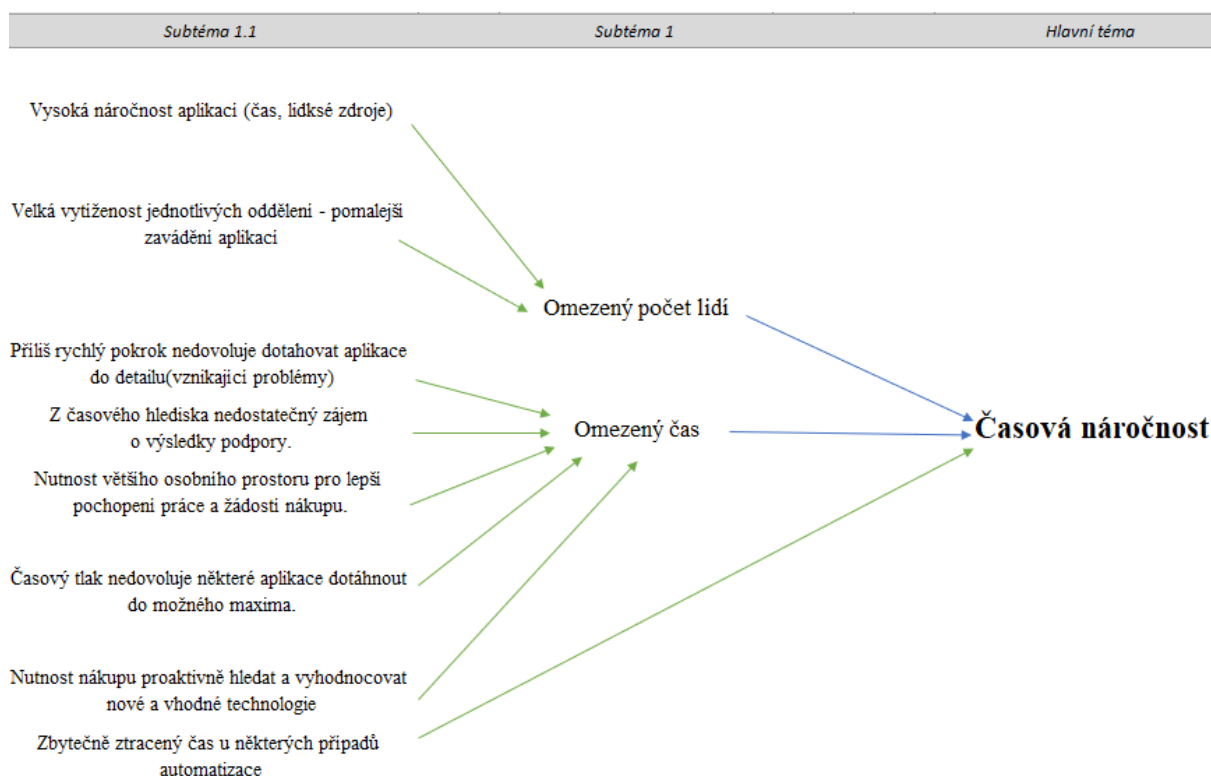 Subtéma 1.1
Subtéma 1
Hlavní téma
Vysoká náročnost aplikací (čas, lidksé zdroje)
Velká vytíženost jednotlivých oddělení - pomalejší
zavádění aplikací
Omezený počet lidí
Příliš rychlý pokrok nedovoluje dotahovat aplikace
do detailu(vznikající problémy)
Z časového hlediska nedostatečný zájem
o výsledky podpory.
Omezený čas
Časová náročnost
Nutnost většího osobního prostoru pro lepší
pochopení práce a žádostí nákupu.
Časový tlak nedovoluje některé aplikace dotáhnout
do možného maxima.
Nutnost nákupu proaktivně hledat a vyhodnocovat
nové a vhodné technologie
Zbytečně ztracený čas u některých případů
automatizace